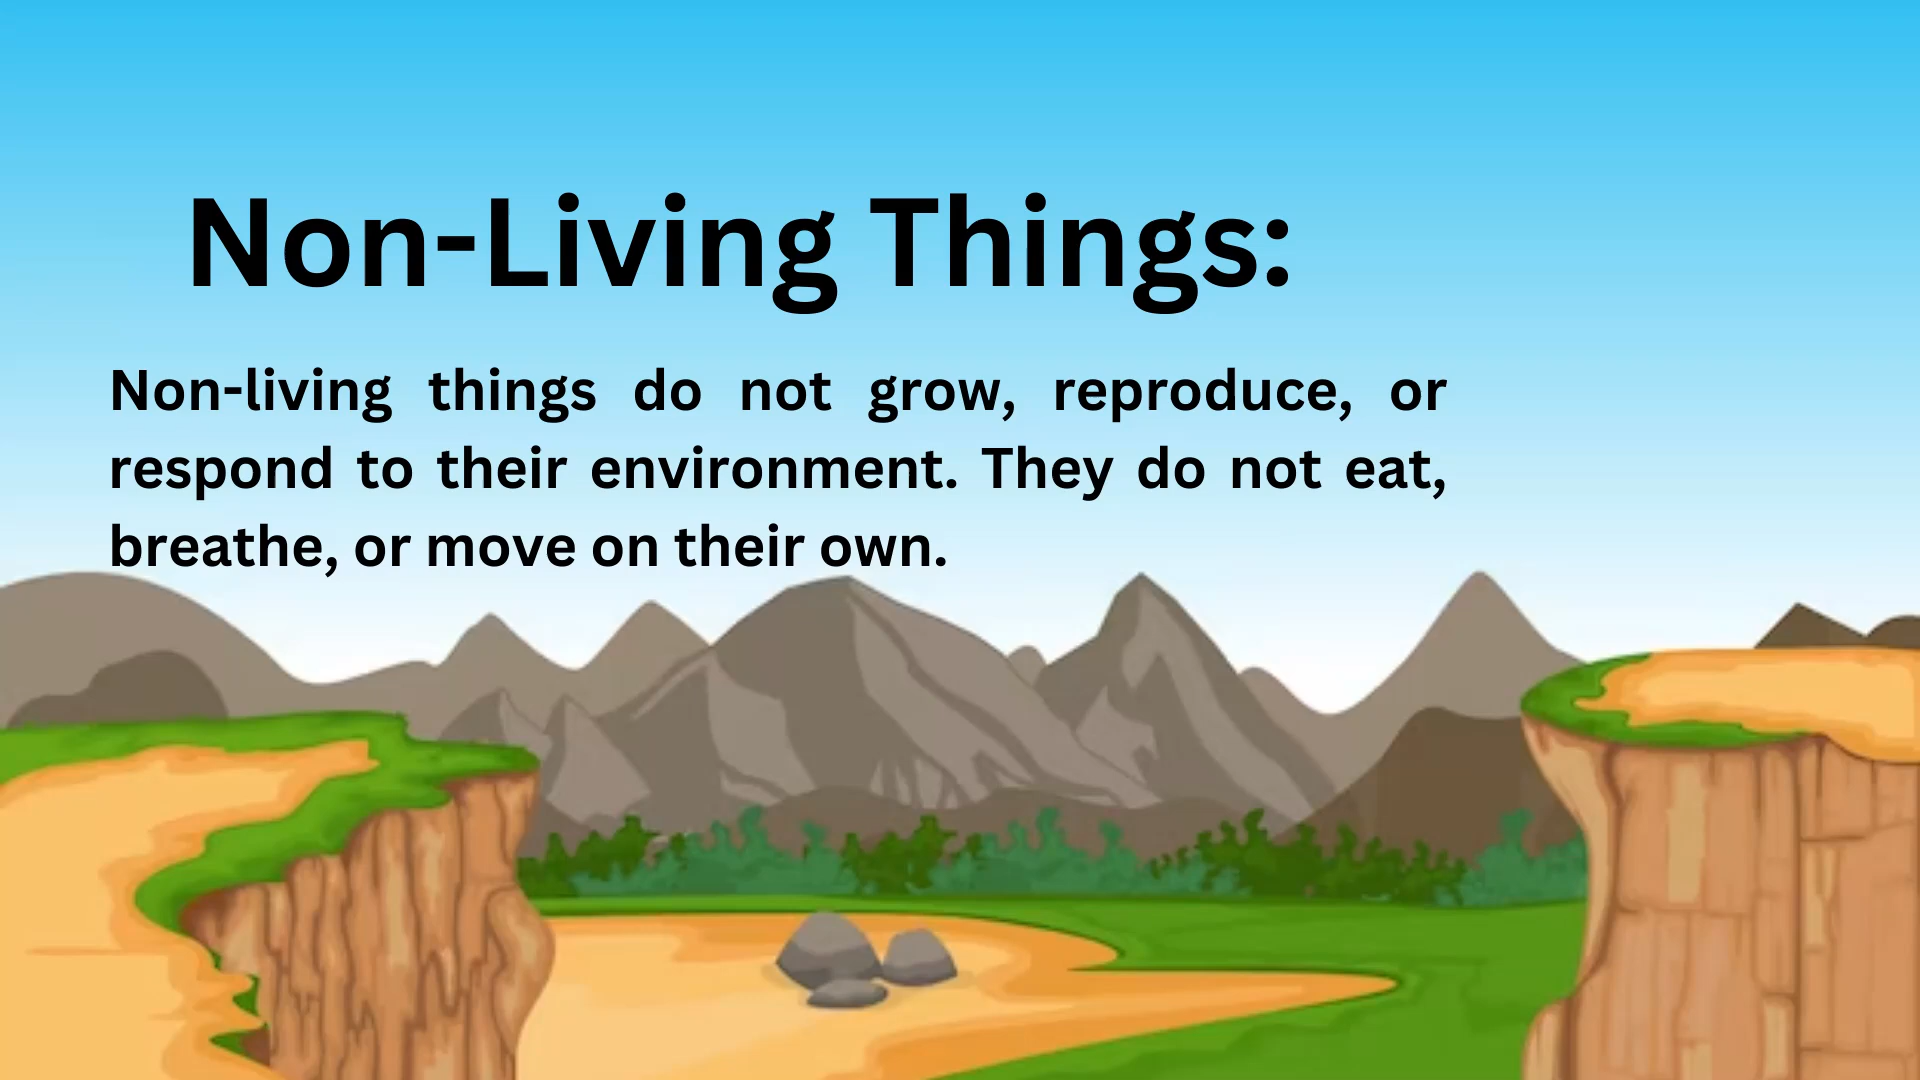 Non-Living Things:
Non-living things do not grow, reproduce, or
respond to their environment. They do not eat,
breathe, or move on their own.